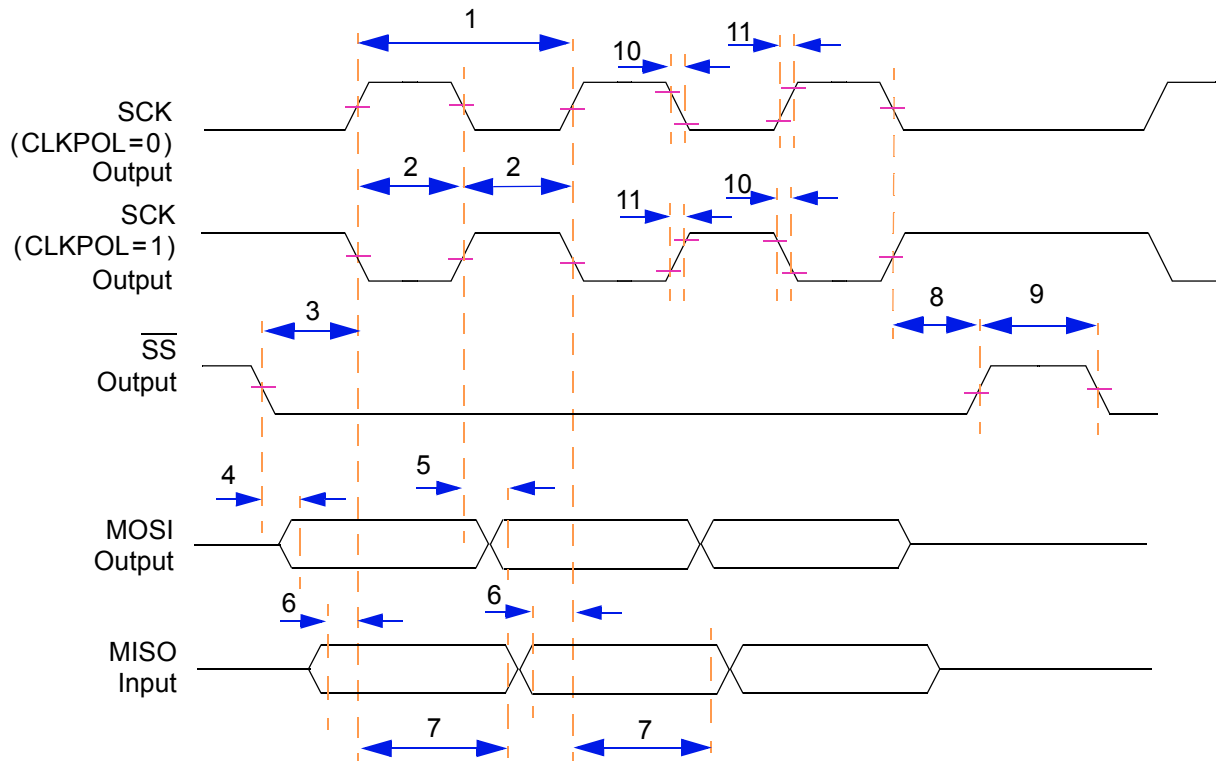 1
10
11
SCK
(CLKPOL=0)
Output
2
2
SCK
(CLKPOL=1)
Output
11
10
3
8
9
SS
Output
4
5
MOSI
Output
6
6
MISO
Input
7
7